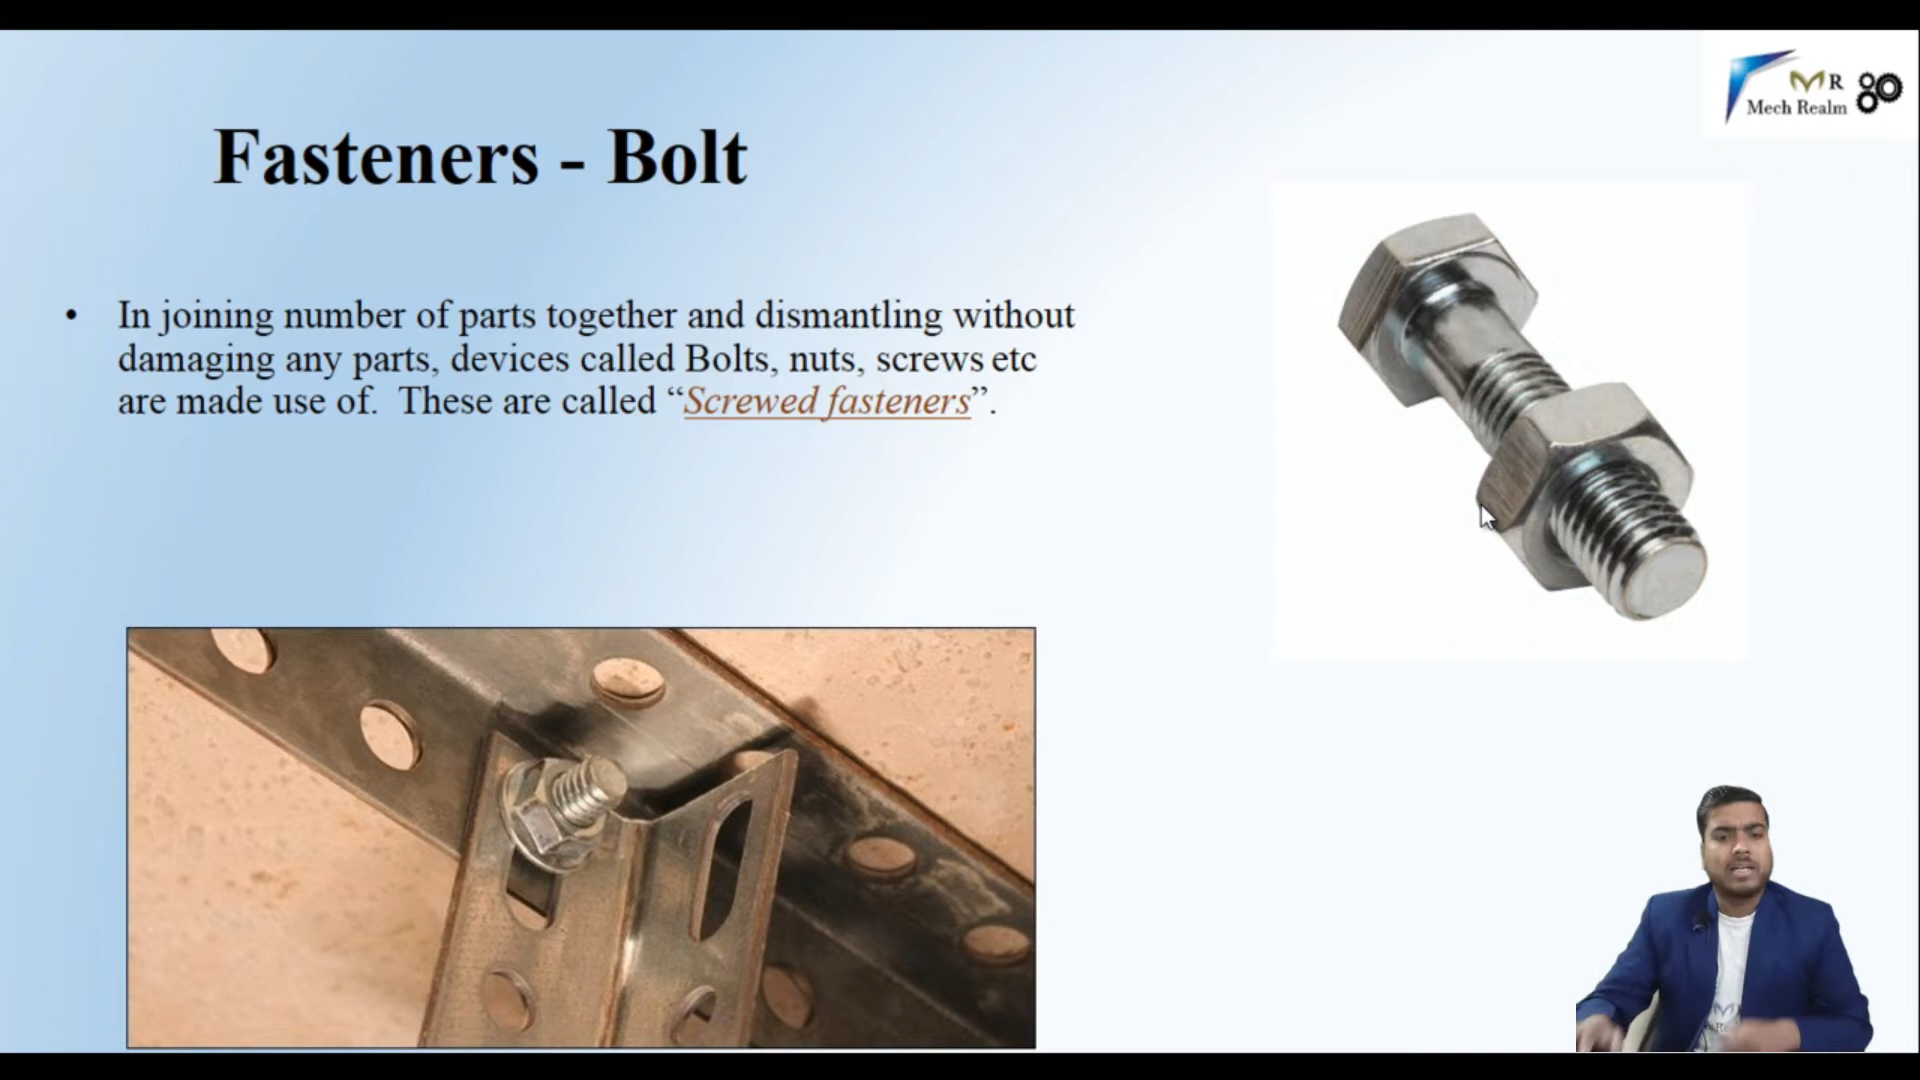 M R
Mech Realm
Fasteners - Bolt
• In joining number of parts together and dismantling without
damaging any parts, devices called Bolts, nuts, screws etc
are made use of. These are called “Screwed fasteners”.